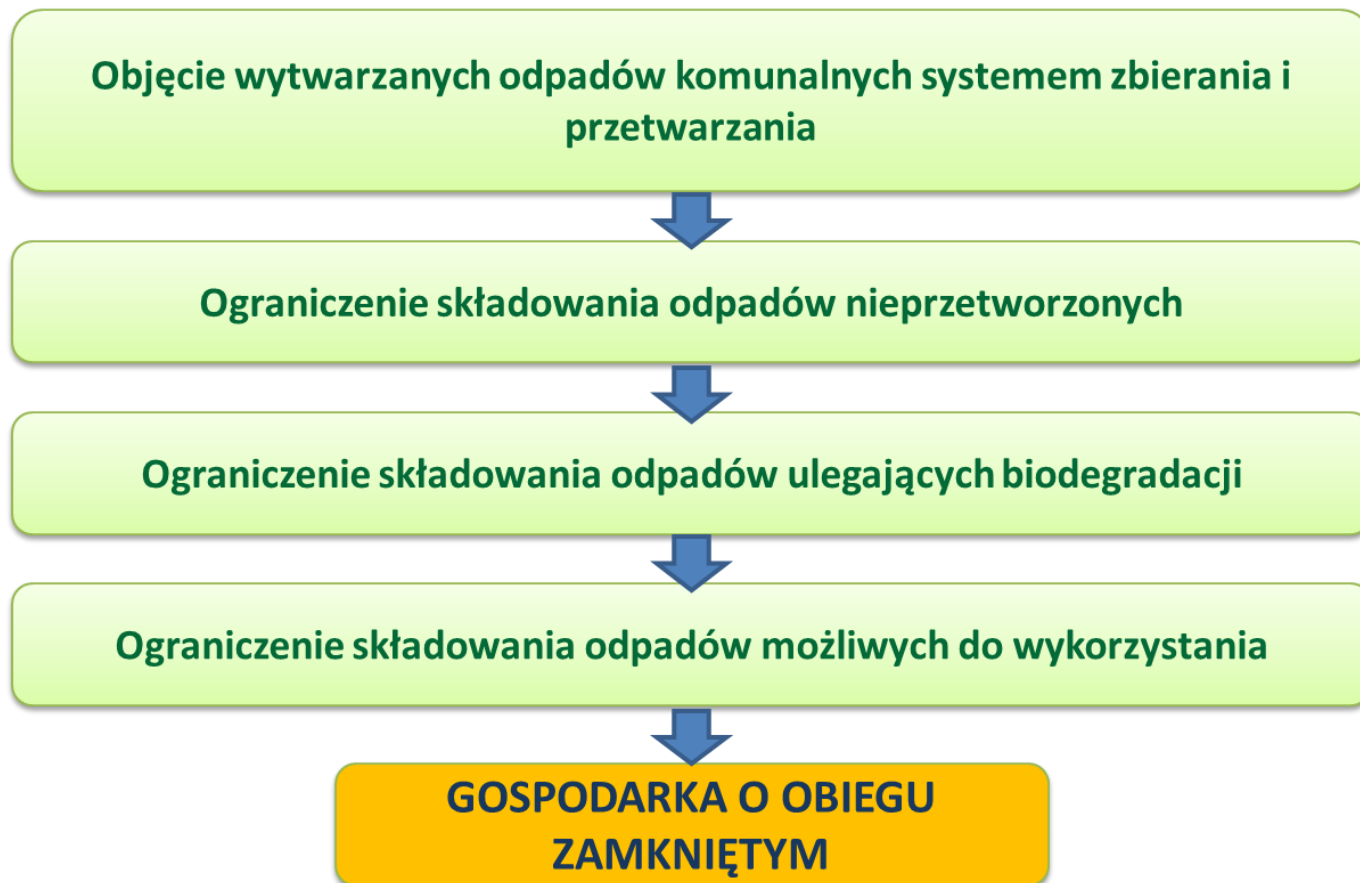 Objęcie wytwarzanych odpadów komunalnych systemem zbierania i
przetwarzania
Ograniczenie składowania odpadów nieprzetworzonych
Ograniczenie składowania odpadów ulegających biodegradacji
Ograniczenie składowania odpadów możliwych do wykorzystania
GOSPODARKA O OBIEGU
ZAMKNIĘTYM